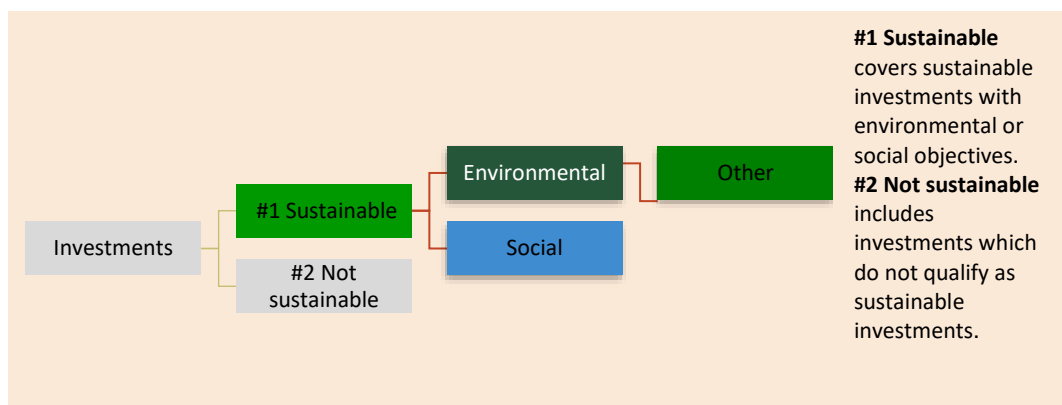 Investments
#1 Sustainable
#2 Not
sustainable
Environmental
Social
Other
#1 Sustainable
covers sustainable
investments with
environmental or
social objectives.
#2 Not sustainable
includes
investments which
do not qualify as
sustainable
investments.